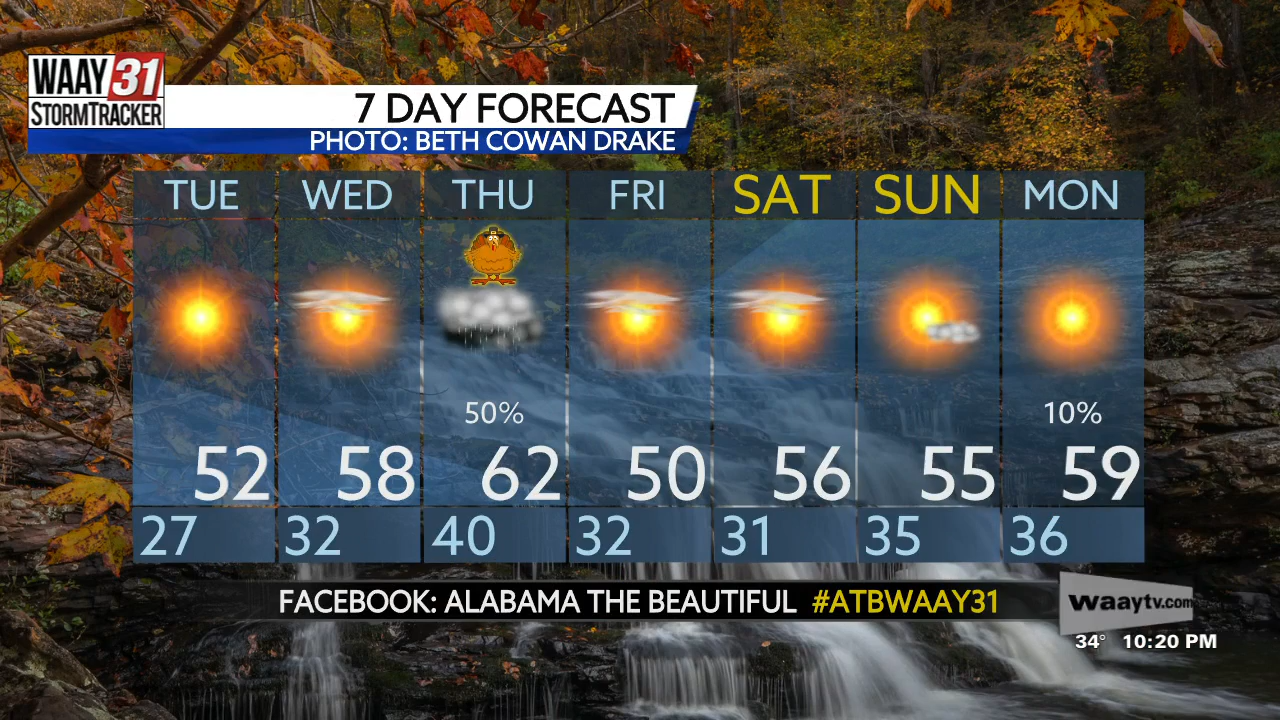 WAAY 31
STORMTRACKER
7 DAY FORECAST
PHOTO: BETH COWAN DRAKE
TUE WED THU FRI SAT SUN MON
50% 10%
52 58 62 50 56 55 59
27 32 40 32 31 35 36
FACEBOOK: ALABAMA THE BEAUTIFUL #ATBWAAY31
waaytv.com
34° 10:20 PM